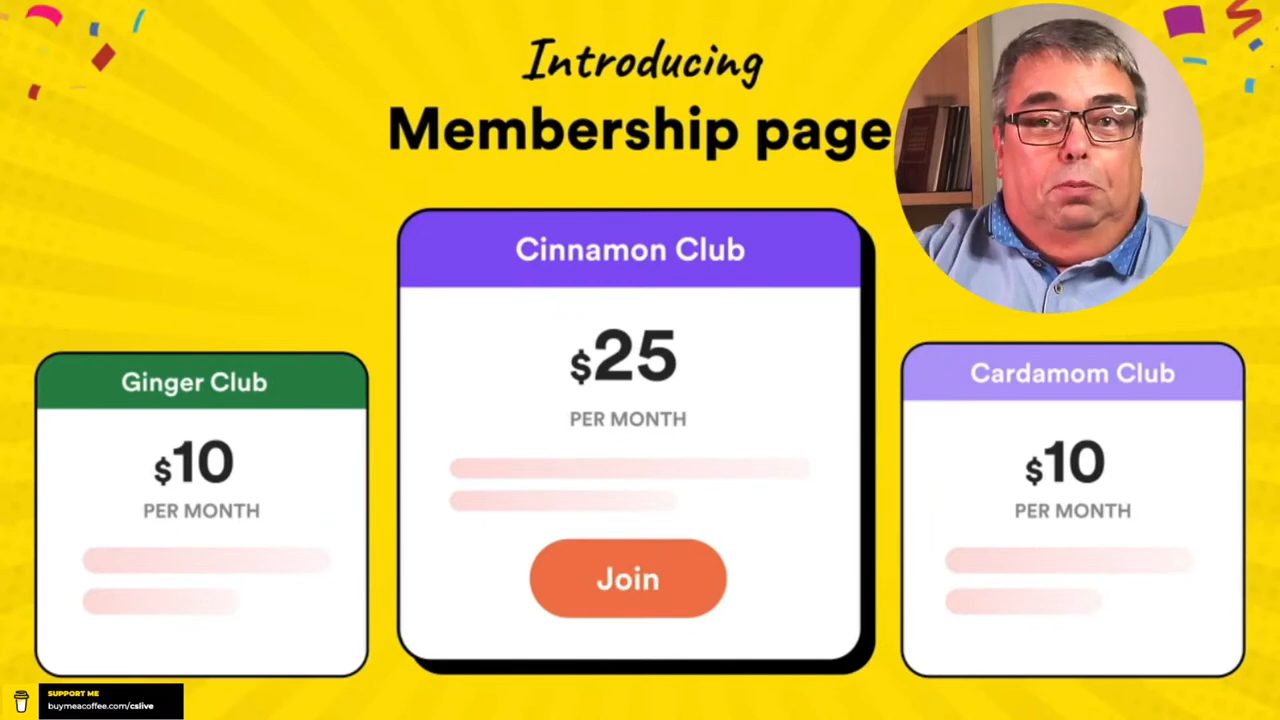 Introducing
Membership page
Cinnamon Club
$25
PER MONTH
Join
Ginger Club
$10
PER MONTH
Cardamom Club
$10
PER MONTH
SUPPORT ME
buymeacoffee.com/cslive